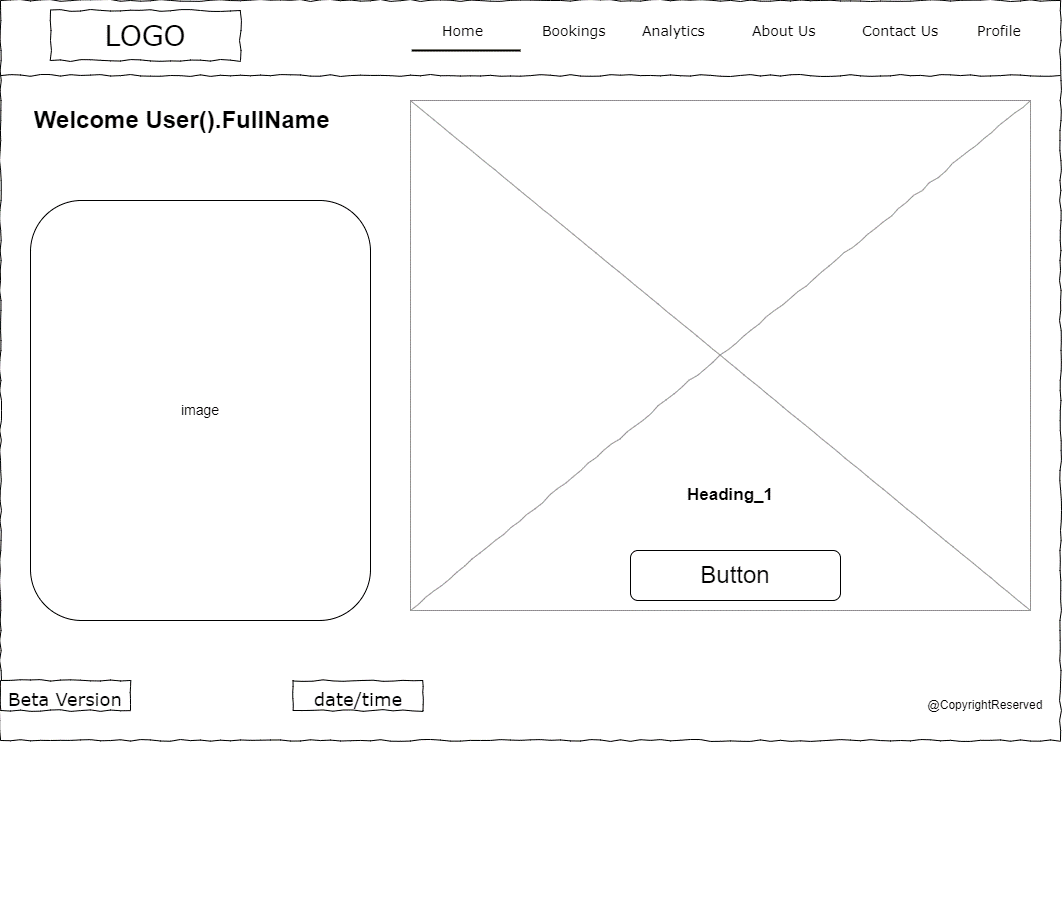 LOGO
Home
Bookings
Analytics
About Us
Contact Us
Profile
Welcome User().FullName
image
Heading_1
Button
Beta Version
date/time
@CopyrightReserved